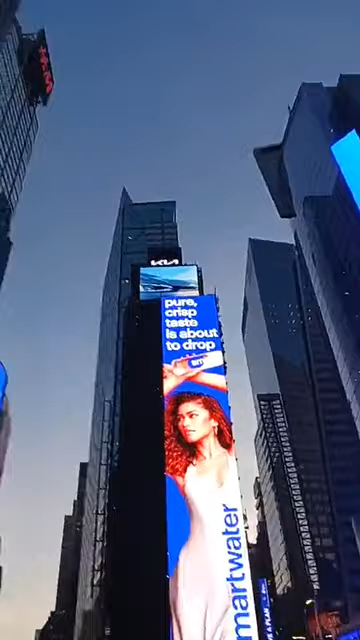 KIA
pure,
crisp
taste
is about
to drop
smartwater